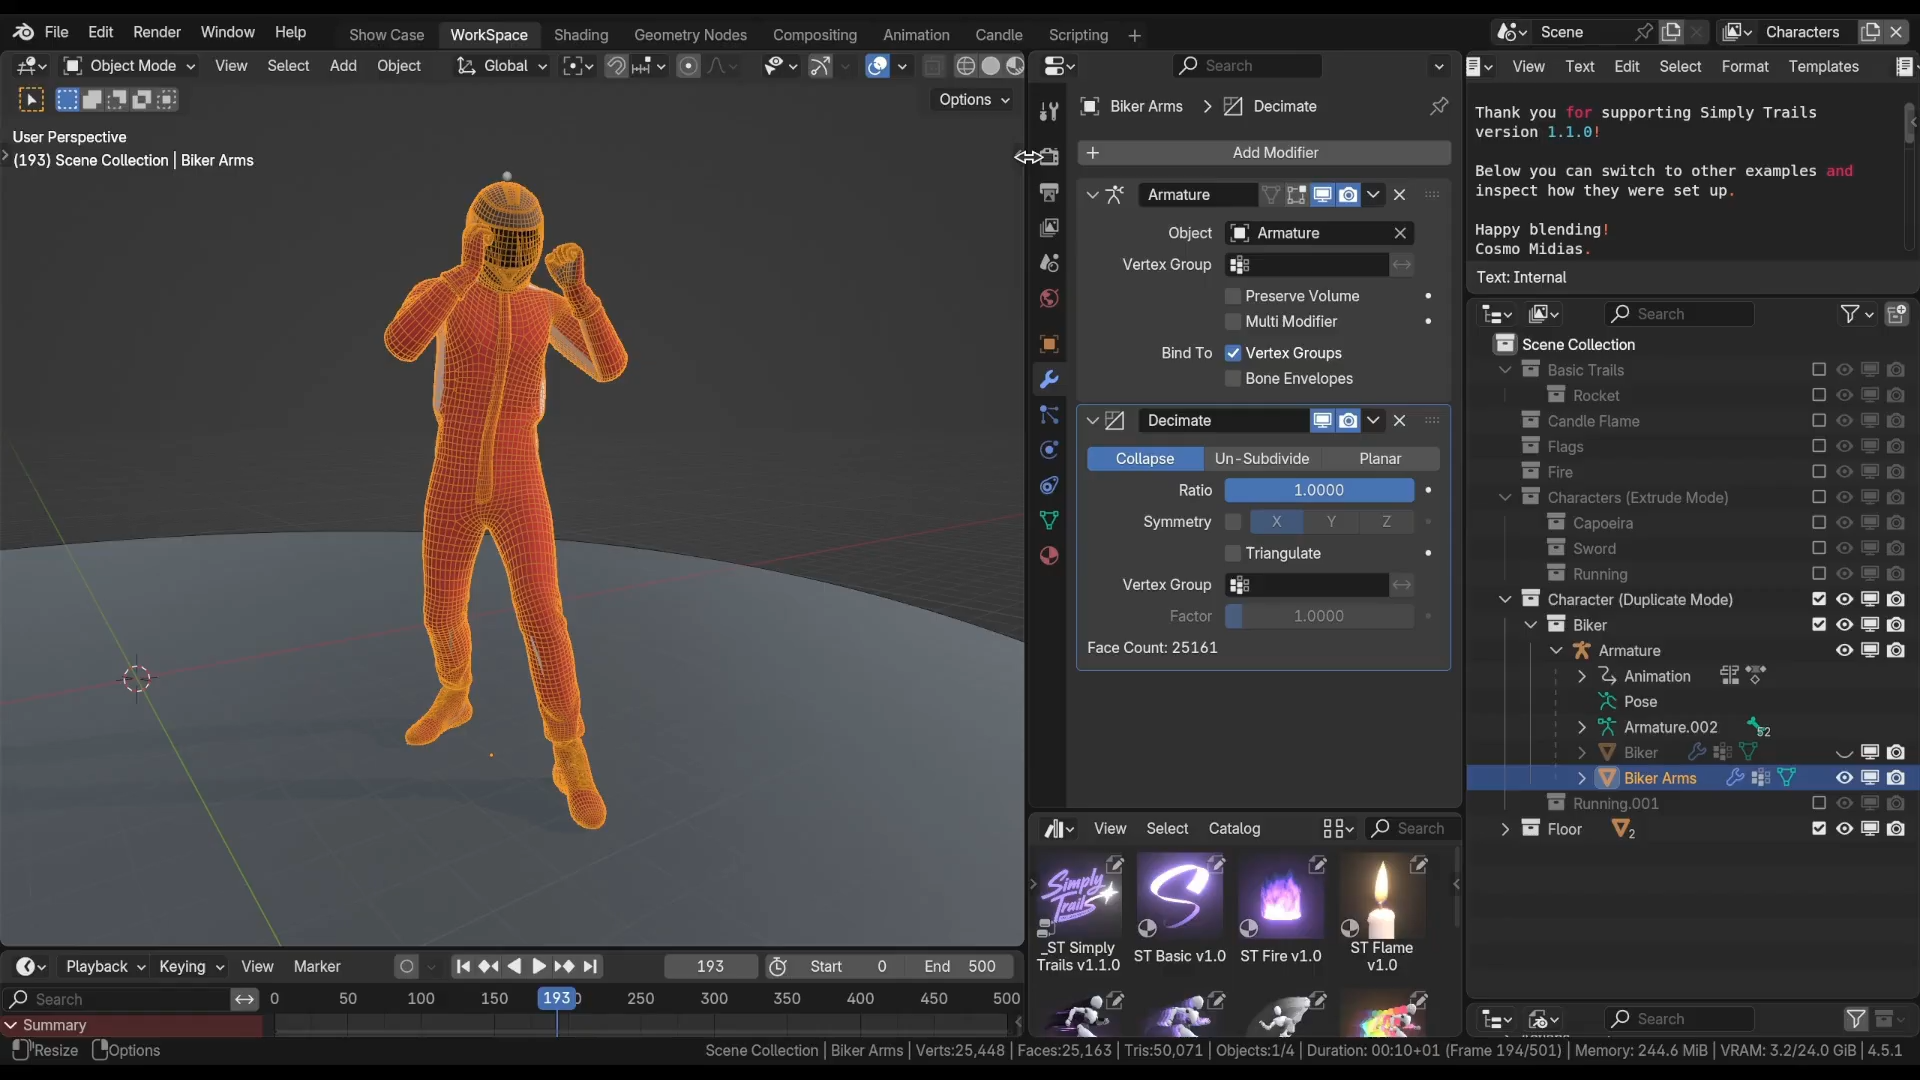 File Edit Render Window Help
Show Case WorkSpace Shading Geometry Nodes Compositing Animation Candle Scripting
Scene
Characters
Object Mode View Select Add Object Global
Options
User Perspective
(193) Scene Collection | Biker Arms
Search
Biker Arms Decimate
Add Modifier
Armature
Object Armature
Vertex Group
Preserve Volume
Multi Modifier
Bind To Vertex Groups
Bone Envelopes
Decimate
Collapse Un-Subdivide Planar
Ratio 1.0000
Symmetry X Y Z
Triangulate
Vertex Group
Factor 1.0000
Face Count: 25161
View Text Edit Select Format Templates
Thank you for supporting Simply Trails
version 1.1.0!
Below you can switch to other examples and
inspect how they were set up.
Happy blending!
Cosmo Midias.
Text: Internal
Search
Scene Collection
Basic Trails
Rocket
Candle Flame
Flags
Fire
Characters (Extrude Mode)
Capoeira
Sword
Running
Character (Duplicate Mode)
Biker
Armature
Animation
Pose
Armature.002 52
Biker
Biker Arms
Running.001
Floor 2
Search
View Select Catalog Search
Simply
Trails
_ST Simply
Trails v1.1.0
ST Basic v1.0
ST Fire v1.0
ST Flame
v1.0
Playback Keying View Marker
193 Start 0 End 500
Search
0 50 100 150 193 250 300 350 400 450 500
Summary
Resize Options
Scene Collection | Biker Arms | Verts:25,448 | Faces:25,163 | Tris:50,071 | Objects:1/4 | Duration: 00:10+01 (Frame 194/501) | Memory: 244.6 MiB | VRAM: 3.2/24.0 GiB | 4.5.1